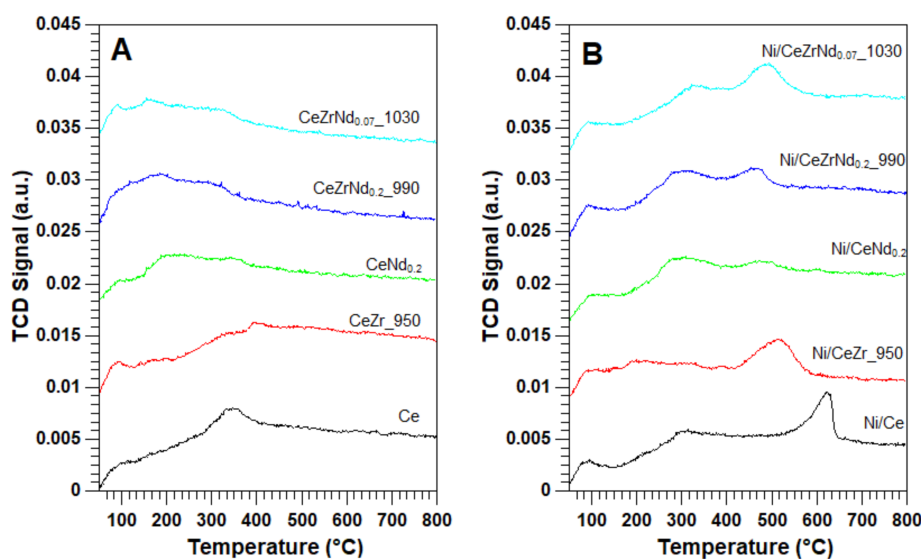 A
0.045
0.04
0.035
0.03
0.025
0.02
0.015
0.01
0.005
0
TCD Signal (a.u.)
CeZrNd0.07_1030
CeZrNd0.2_990
CeNd0.2
CeZr_950
Ce
100 200 300 400 500 600 700 800
Temperature (°C)
B
0.045
0.04
0.035
0.03
0.025
0.02
0.015
0.01
0.005
0
TCD Signal (a.u.)
Ni/CeZrNd0.07_1030
Ni/CeZrNd0.2_990
Ni/CeNd0.2
Ni/CeZr_950
Ni/Ce
100 200 300 400 500 600 700 800
Temperature (°C)